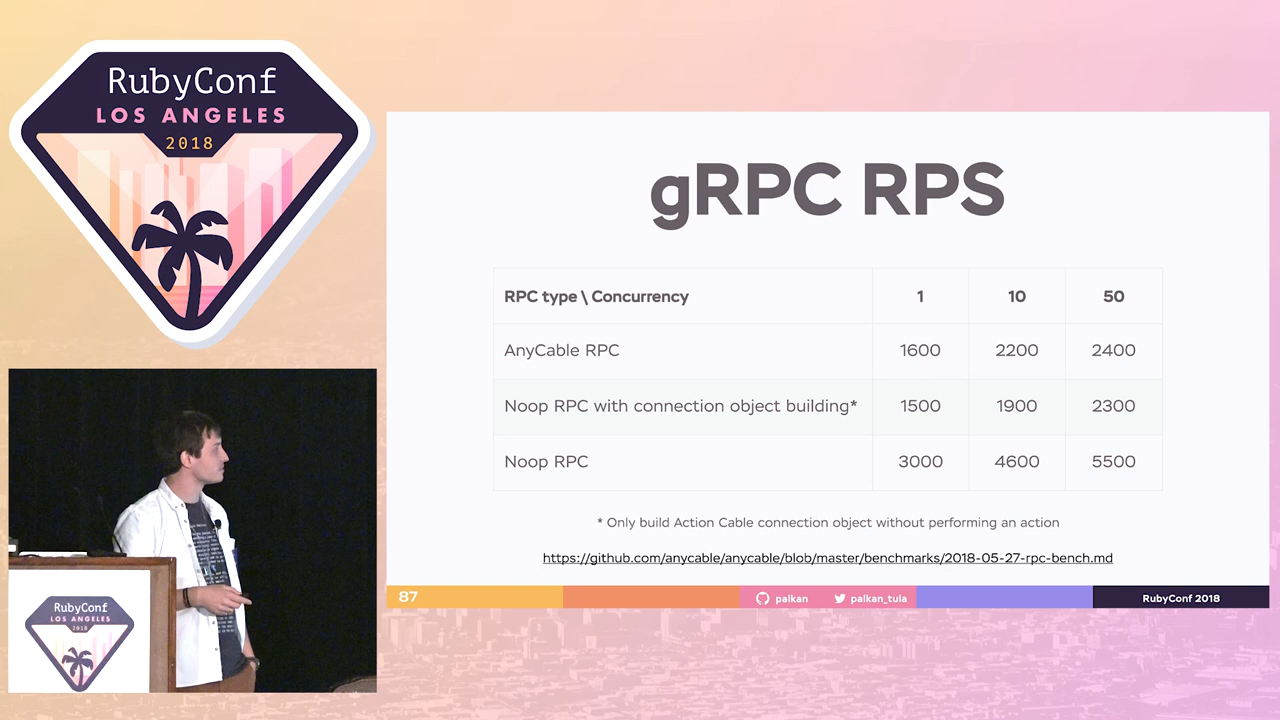 RubyConf
LOS ANGELES
2018
gRPC RPS
RPC type \ Concurrency 1 10 50
AnyCable RPC 1600 2200 2400
Noop RPC with connection object building* 1500 1900 2300
Noop RPC 3000 4600 5500
* Only build Action Cable connection object without performing an action
https://github.com/anycable/anycable/blob/master/benchmarks/2018-05-27-rpc-bench.md
87 palkan palkan_tula RubyConf 2018
RubyConf
LOS ANGELES
2018